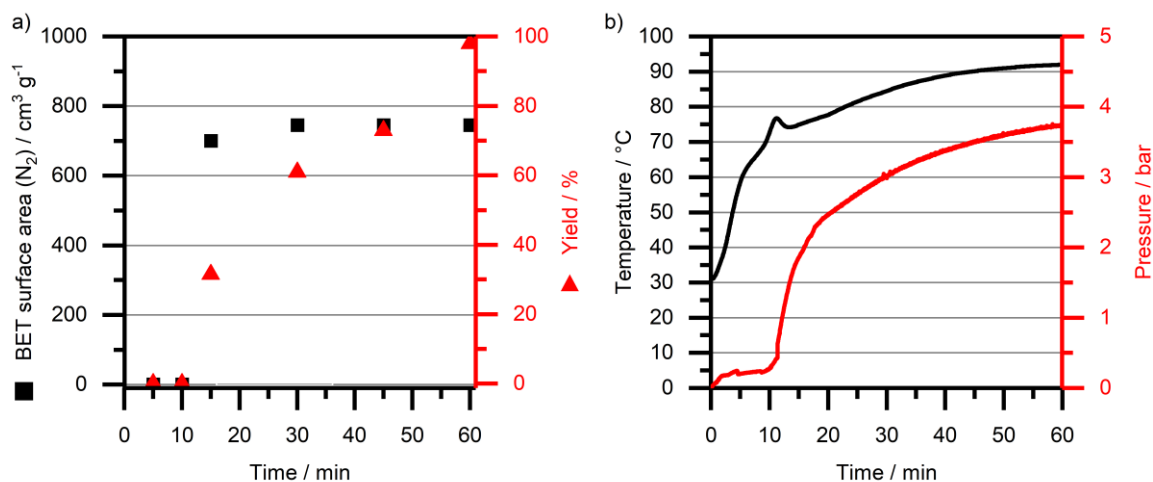 a)
1000
800
600
400
200
0
BET surface area (N₂) / cm³ g⁻¹
100
80
60
40
20
0
Yield / %
0 10 20 30 40 50 60
Time / min
b)
100
90
80
70
60
50
40
30
20
10
0
Temperature / °C
5
4
3
2
1
0
Pressure / bar
0 10 20 30 40 50 60
Time / min